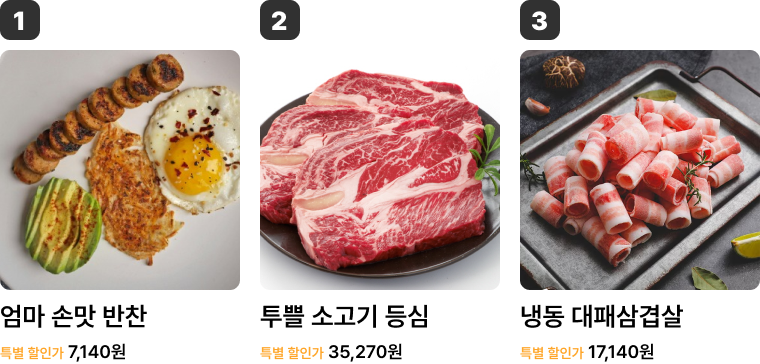 1
2
3
엄마 손맛 반찬
투쁠 소고기 등심
냉동 대패삼겹살
특별 할인가 7,140원
특별 할인가 35,270원
특별 할인가 17,140원